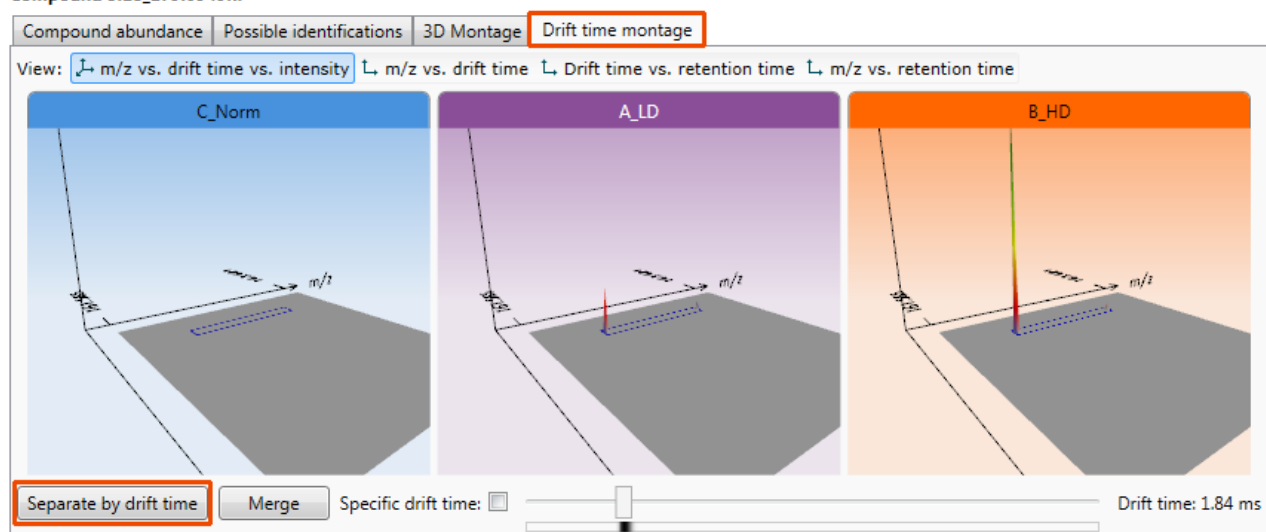 Compound abundance Possible identifications 3D Montage Drift time montage
View: m/z vs. drift time vs. intensity m/z vs. drift time Drift time vs. retention time m/z vs. retention time
C_Norm A_LD B_HD
m/z m/z m/z
Separate by drift time Merge Specific drift time: Drift time: 1.84 ms